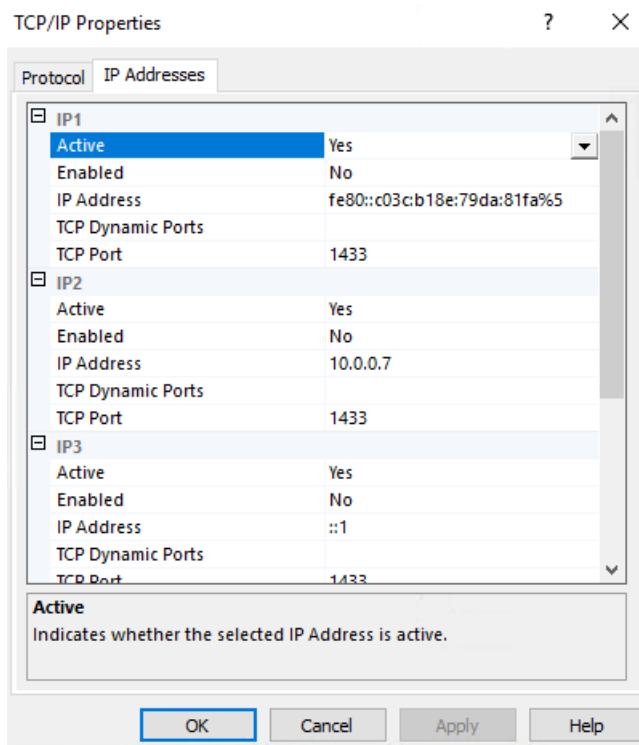 TCP/IP Properties ? ×
Protocol IP Addresses
IP1
Active Yes
Enabled No
IP Address fe80::c03c:b18e:79da:81fa%5
TCP Dynamic Ports
TCP Port 1433
IP2
Active Yes
Enabled No
IP Address 10.0.0.7
TCP Dynamic Ports
TCP Port 1433
IP3
Active Yes
Enabled No
IP Address ::1
TCP Dynamic Ports
TCP Port 1433
Active
Indicates whether the selected IP Address is active.
OK Cancel Apply Help